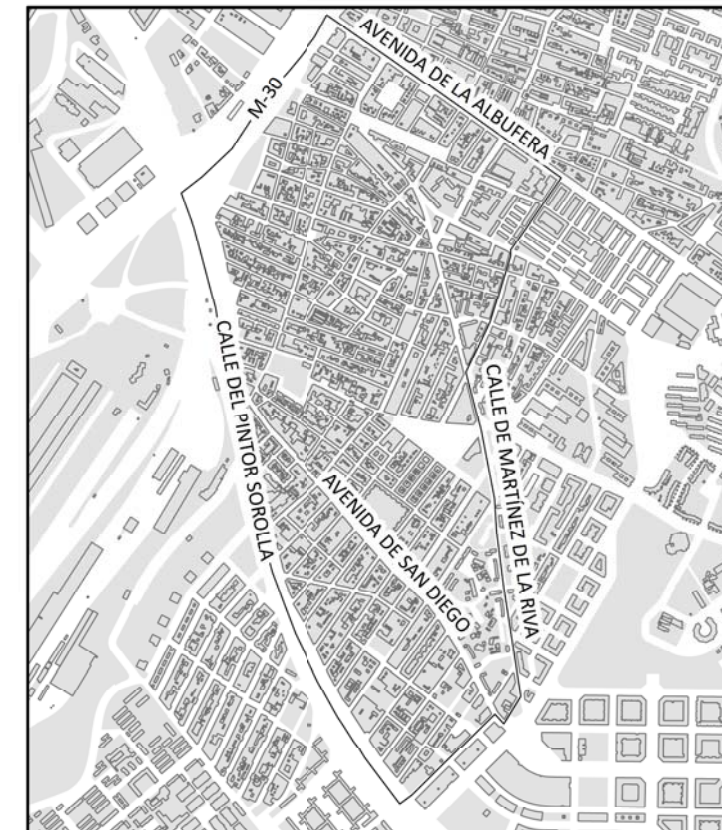 AVENIDA DE LA ALBUFERA
M-30
CALLE DEL PINTOR SOROLLA
CALLE DE MARTÍNEZ DE LA RIVA
AVENIDA DE SAN DIEGO